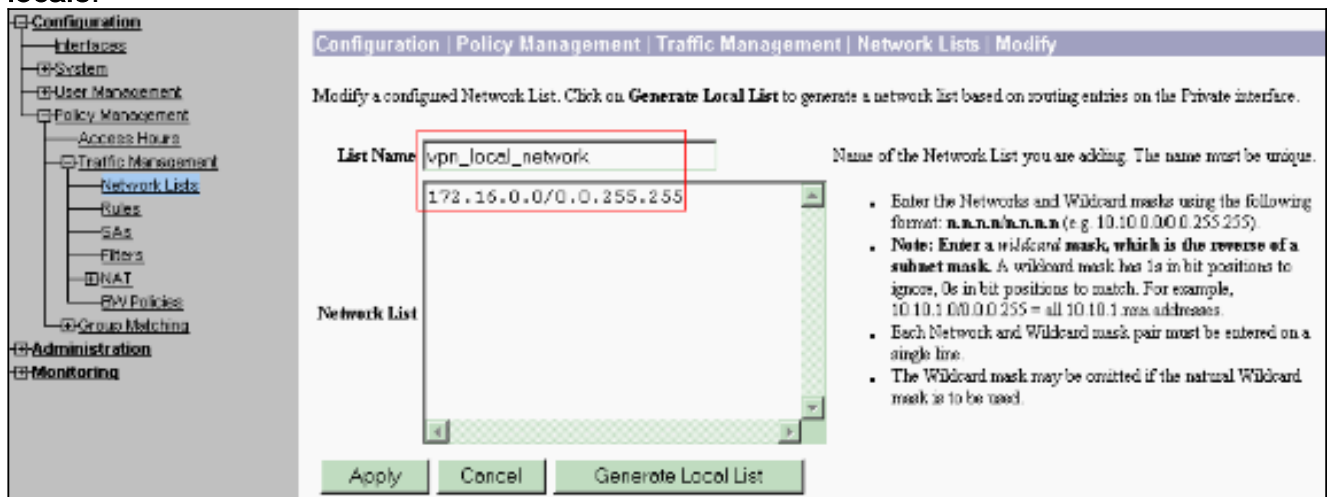 locale.
Configuration
Interfaces
System
User Management
Policy Management
Access Hours
Traffic Management
Network Lists
Rules
SAs
Filters
NAT
BW Policies
Group Matching
Administration
Monitoring
Configuration | Policy Management | Traffic Management | Network Lists | Modify
Modify a configured Network List. Click on Generate Local List to generate a network list based on routing entries on the Private interface.
List Name
vpn_local_network
Name of the Network List you are adding. The name must be unique.
Network List
172.16.0.0/0.0.255.255
• Enter the Networks and Wildcard masks using the following
format: n.n.n.n/n.n.n.n (e.g. 10.10.0.0/0.0.255.255).
• Note: Enter a wildcard mask, which is the reverse of a
subnet mask. A wildcard mask has 1s in bit positions to
ignore, 0s in bit positions to match. For example,
10.10.1.0/0.0.0.255 = all 10.10.1.nnn addresses.
• Each Network and Wildcard mask pair must be entered on a
single line.
• The Wildcard mask may be omitted if the natural Wildcard
mask is to be used.
Apply
Cancel
Generate Local List